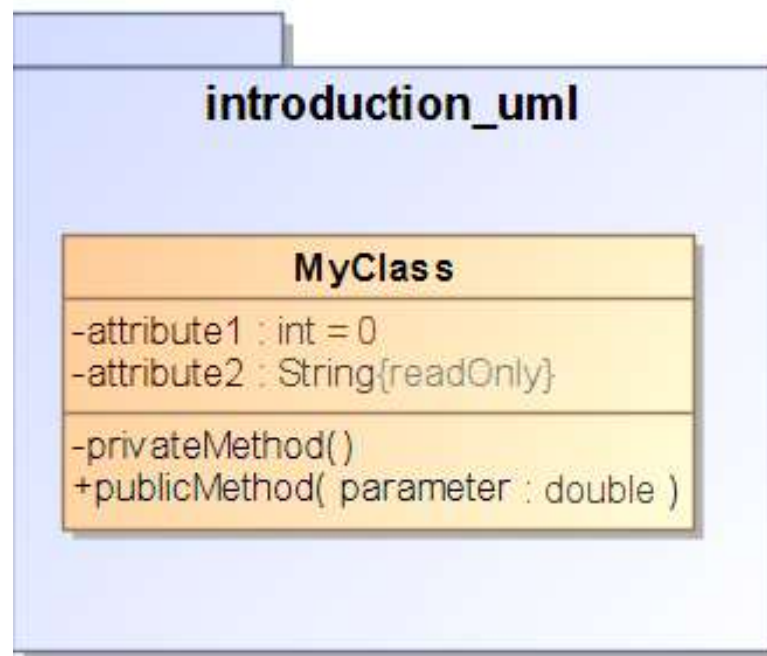 introduction_uml
MyClass
-attribute1 : int = 0
-attribute2 : String{readOnly}
-privateMethod()
+publicMethod( parameter : double )